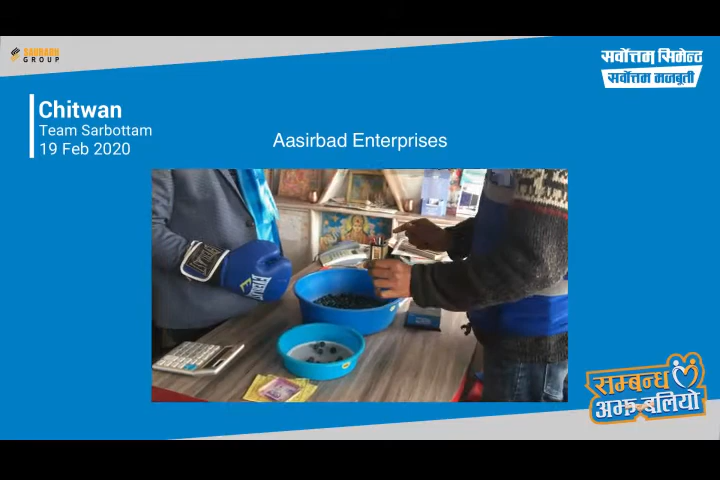 SAURABH
GROUP
सर्वोत्तम सिमेन्ट
सर्वोत्तम मजबूती
Chitwan
Team Sarbottam
19 Feb 2020
Aasirbad Enterprises
EVERLAST
EVERLAST
सम्बन्ध
अझ बलियो